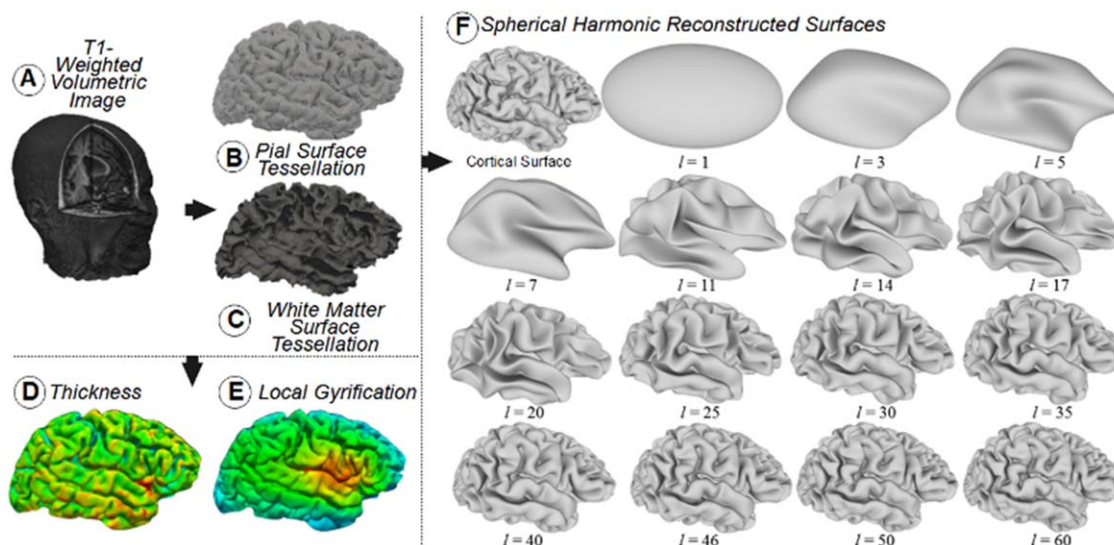 A
T1-
Weighted
Volumetric
Image
B
Pial Surface
Tessellation
C
White Matter
Surface
Tessellation
D Thickness
E Local Gyrification
F Spherical Harmonic Reconstructed Surfaces
Cortical Surface
l = 1
l = 3
l = 5
l = 7
l = 11
l = 14
l = 17
l = 20
l = 25
l = 30
l = 35
l = 40
l = 46
l = 50
l = 60